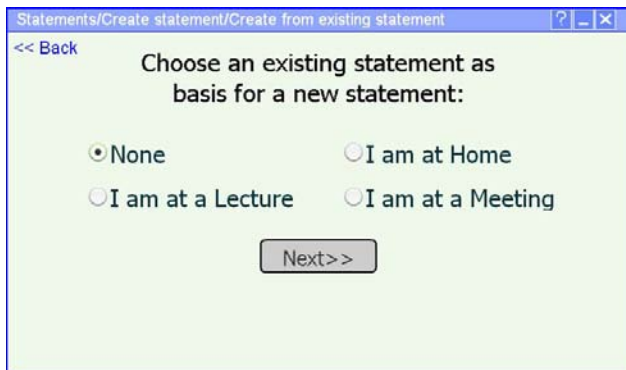 Statements/Create statement/Create from existing statement
<< Back
Choose an existing statement as
basis for a new statement:
None
I am at Home
I am at a Lecture
I am at a Meeting
Next>>